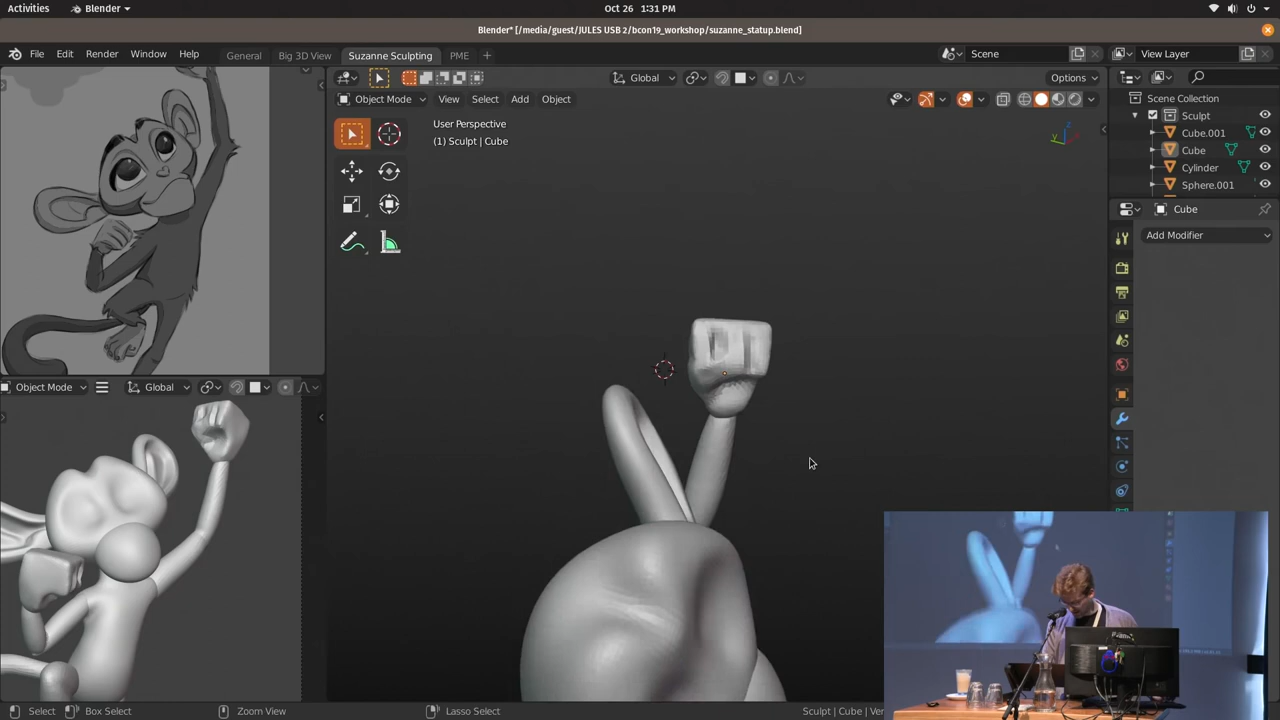 Activities
Blender
Oct 26 1:31 PM
Blender* [/media/guest/JULES USB 2/bcon19_workshop/suzanne_statup.blend]
File Edit Render Window Help
General Big 3D View Suzanne Sculpting PME +
Scene
View Layer
Global
Options
Object Mode View Select Add Object
User Perspective
(1) Sculpt | Cube
Scene Collection
Sculpt
Cube.001
Cube
Cylinder
Sphere.001
Cube
Add Modifier
Object Mode
Global
Select Box Select Zoom View Lasso Select
Sculpt | Cube | Ver